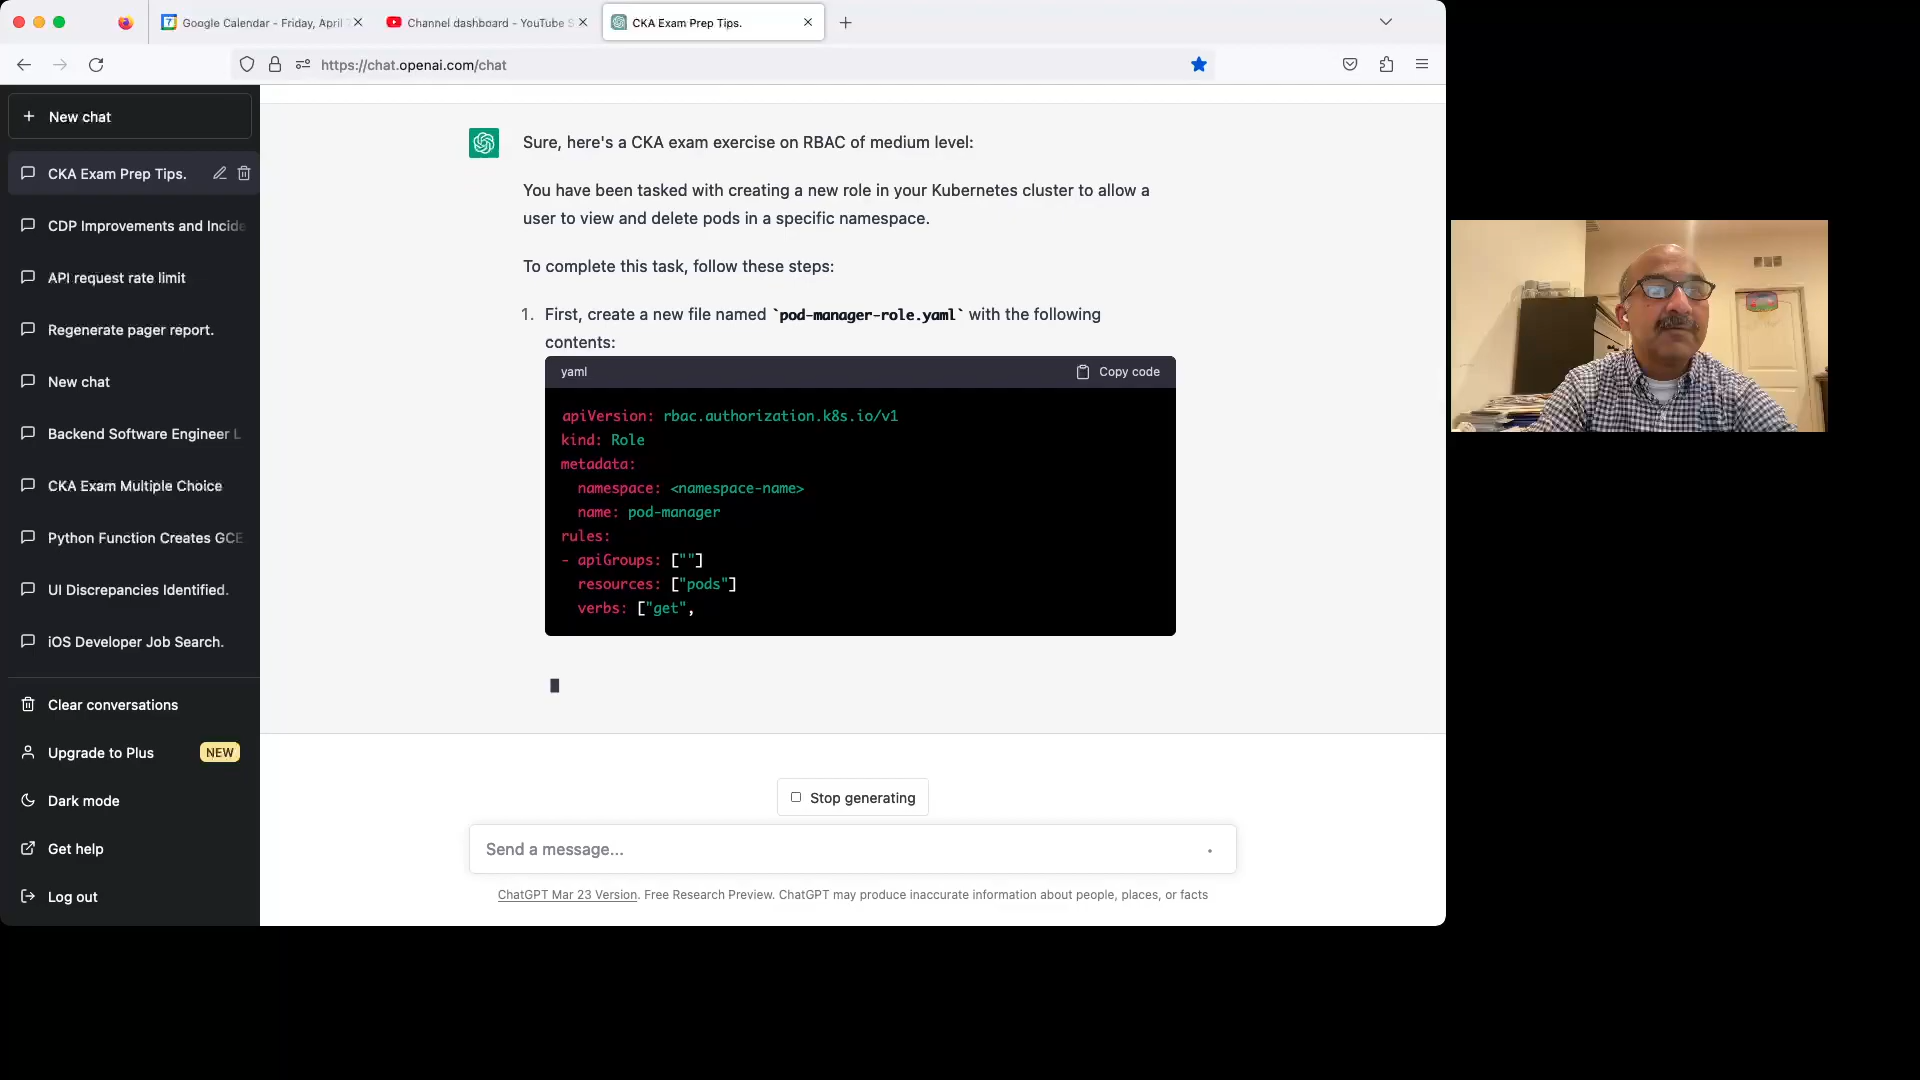 Google Calendar - Friday, April
Channel dashboard - YouTube S
CKA Exam Prep Tips.
https://chat.openai.com/chat
New chat
CKA Exam Prep Tips.
CDP Improvements and Incide
API request rate limit
Regenerate pager report.
New chat
Backend Software Engineer L
CKA Exam Multiple Choice
Python Function Creates GCE
UI Discrepancies Identified.
iOS Developer Job Search.
Clear conversations
Upgrade to Plus NEW
Dark mode
Get help
Log out
Sure, here's a CKA exam exercise on RBAC of medium level:
You have been tasked with creating a new role in your Kubernetes cluster to allow a
user to view and delete pods in a specific namespace.
To complete this task, follow these steps:
1. First, create a new file named `pod-manager-role.yaml` with the following
contents:
yaml Copy code
apiVersion: rbac.authorization.k8s.io/v1
kind: Role
metadata:
  namespace: <namespace-name>
  name: pod-manager
rules:
- apiGroups: [""]
  resources: ["pods"]
  verbs: ["get",
Stop generating
Send a message...
ChatGPT Mar 23 Version. Free Research Preview. ChatGPT may produce inaccurate information about people, places, or facts